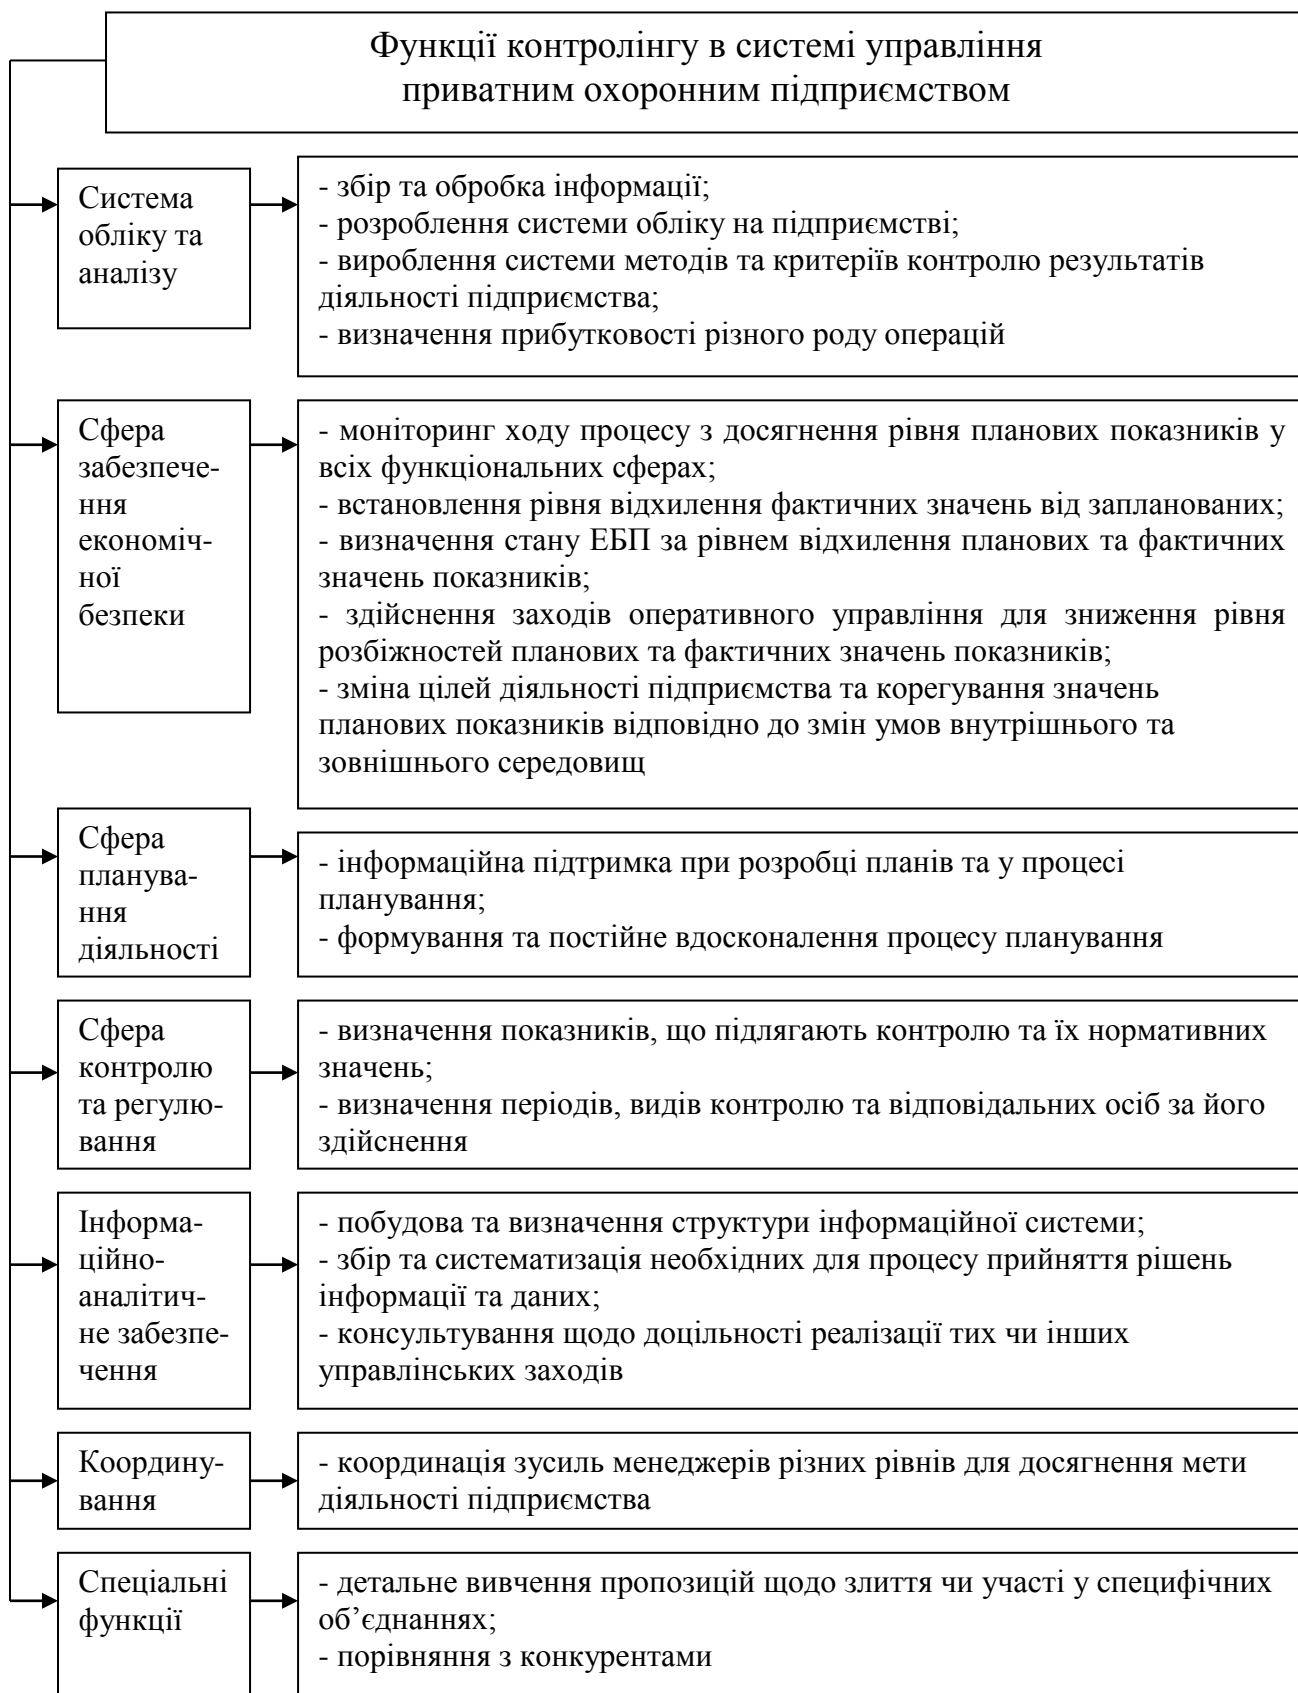 Функції контролінгу в системі управління
приватним охоронним підприємством
Система
обліку та
аналізу
- збір та обробка інформації;
- розроблення системи обліку на підприємстві;
- вироблення системи методів та критеріїв контролю результатів
діяльності підприємства;
- визначення прибутковості різного роду операцій
Сфера
забезпече-
ння
економіч-
ної
безпеки
- моніторинг ходу процесу з досягнення рівня планових показників у
всіх функціональних сферах;
- встановлення рівня відхилення фактичних значень від запланованих;
- визначення стану ЕБП за рівнем відхилення планових та фактичних
значень показників;
- здійснення заходів оперативного управління для зниження рівня
розбіжностей планових та фактичних значень показників;
- зміна цілей діяльності підприємства та корегування значень
планових показників відповідно до змін умов внутрішнього та
зовнішнього середовищ
Сфера
планува-
ння
діяльності
- інформаційна підтримка при розробці планів та у процесі
планування;
- формування та постійне вдосконалення процесу планування
Сфера
контролю
та регулю-
вання
- визначення показників, що підлягають контролю та їх нормативних
значень;
- визначення періодів, видів контролю та відповідальних осіб за його
здійснення
Інформа-
ційно-
аналітич-
не забезпе-
чення
- побудова та визначення структури інформаційної системи;
- збір та систематизація необхідних для процесу прийняття рішень
інформації та даних;
- консультування щодо доцільності реалізації тих чи інших
управлінських заходів
Координу-
вання
- координація зусиль менеджерів різних рівнів для досягнення мети
діяльності підприємства
Спеціальні
функції
- детальне вивчення пропозицій щодо злиття чи участі у специфічних
об’єднаннях;
- порівняння з конкурентами